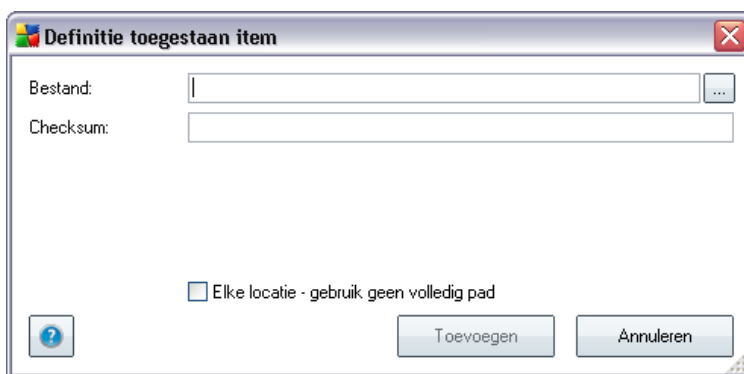 Definitie toegestaan item
Bestand:
...
Checksum:
Elke locatie - gebruik geen volledig pad
?
Toevoegen
Annuleren